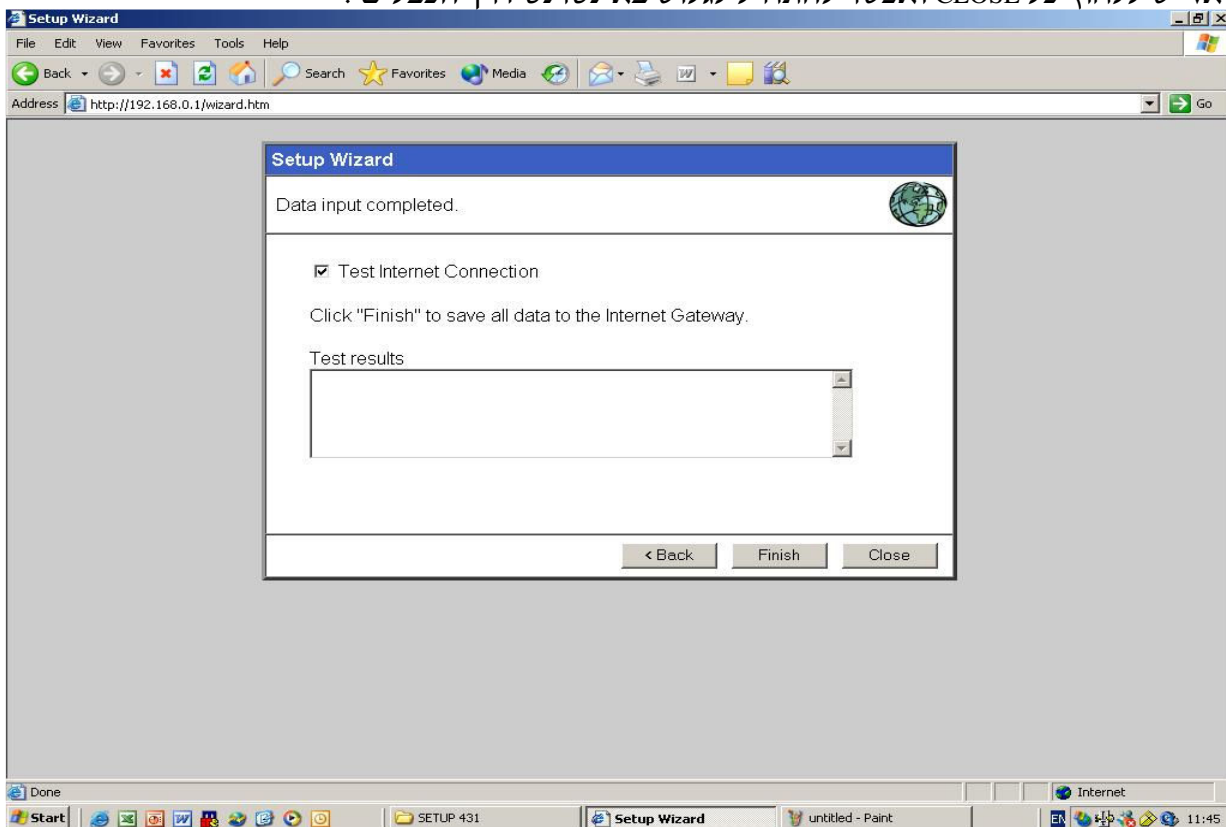 CLOSE
Setup Wizard
File Edit View Favorites Tools Help
Back Search Favorites Media
Address http://192.168.0.1/wizard.htm Go
Setup Wizard
Data input completed.
Test Internet Connection
Click "Finish" to save all data to the Internet Gateway.
Test results
< Back Finish Close
Done Internet
Start SETUP 431 Setup Wizard untitled - Paint EN 11:45